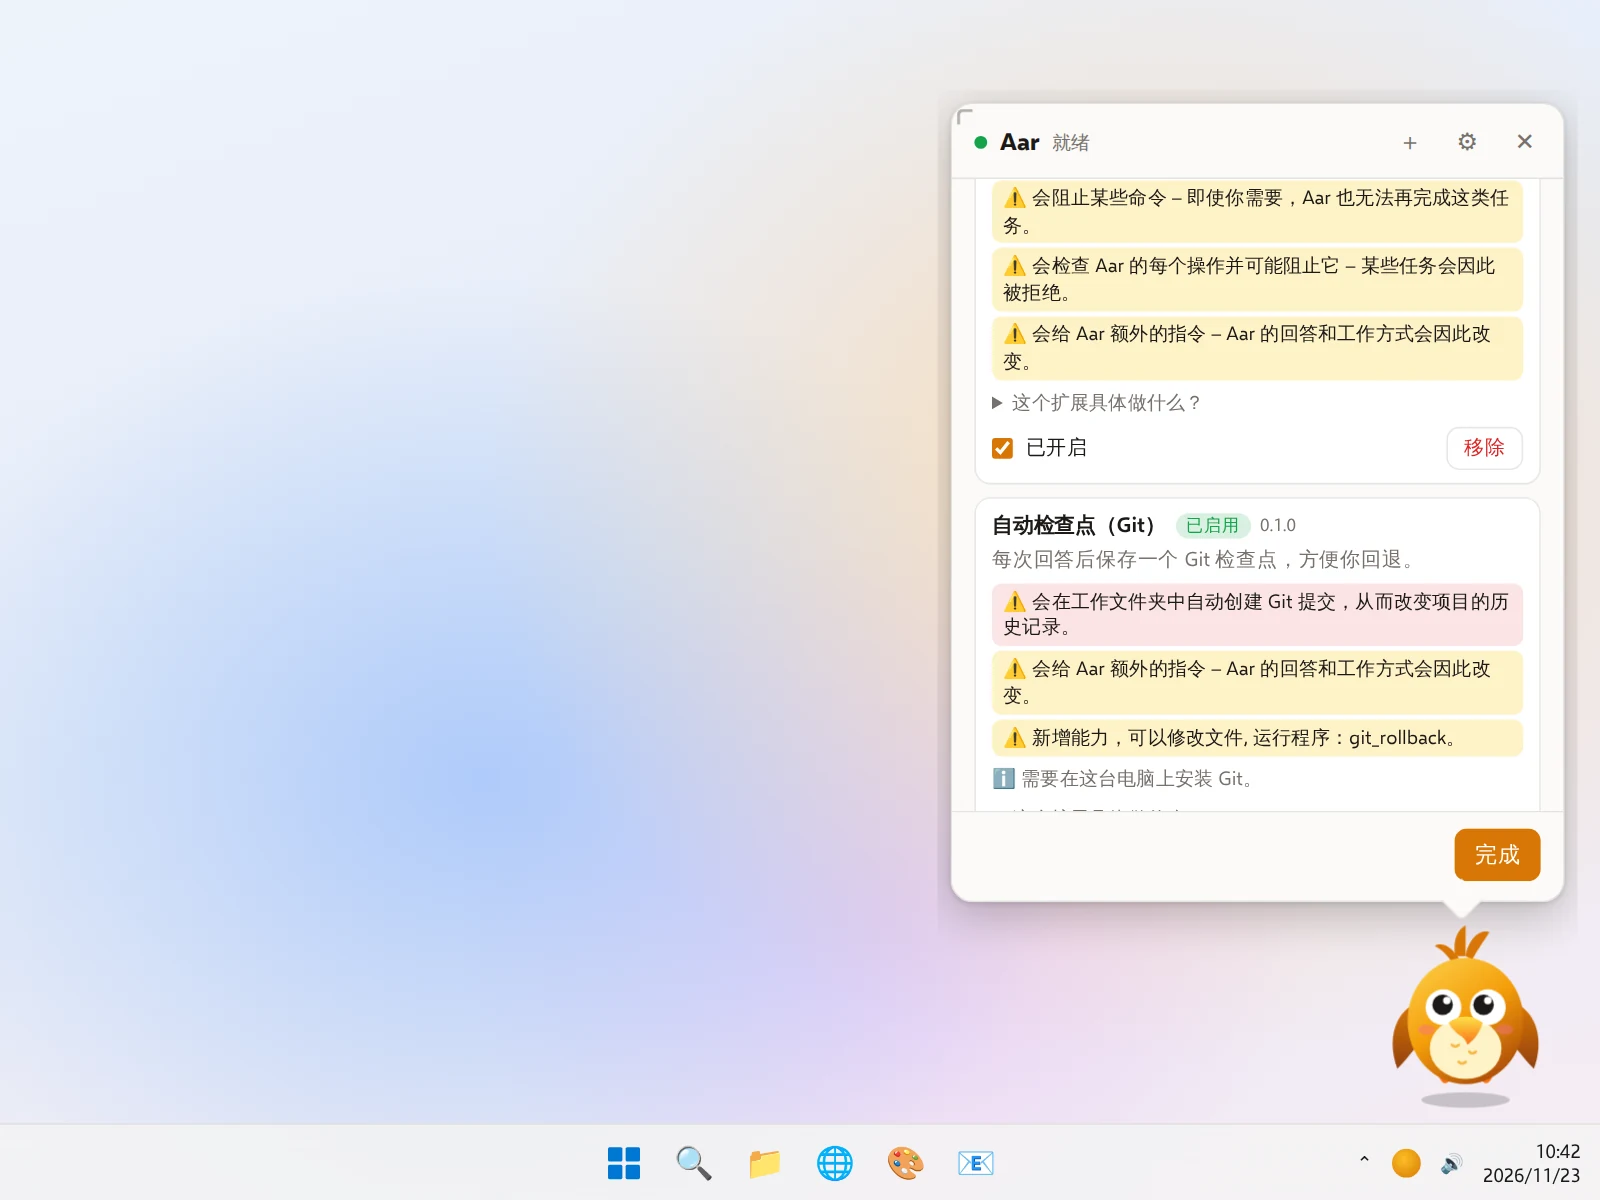 Aar 就绪
⚠️ 会阻止某些命令 – 即使你需要，Aar 也无法再完成这类任
务。
⚠️ 会检查 Aar 的每个操作并可能阻止它 – 某些任务会因此
被拒绝。
⚠️ 会给 Aar 额外的指令 – Aar 的回答和工作方式会因此改
变。
▶ 这个扩展具体做什么？
已开启
移除
自动检查点（Git） 已启用 0.1.0
每次回答后保存一个 Git 检查点，方便你回退。
⚠️ 会在工作文件夹中自动创建 Git 提交，从而改变项目的历
史记录。
⚠️ 会给 Aar 额外的指令 – Aar 的回答和工作方式会因此改
变。
⚠️ 新增能力，可以修改文件, 运行程序：git_rollback。
ℹ️ 需要在这台电脑上安装 Git。
完成
10:42
2026/11/23